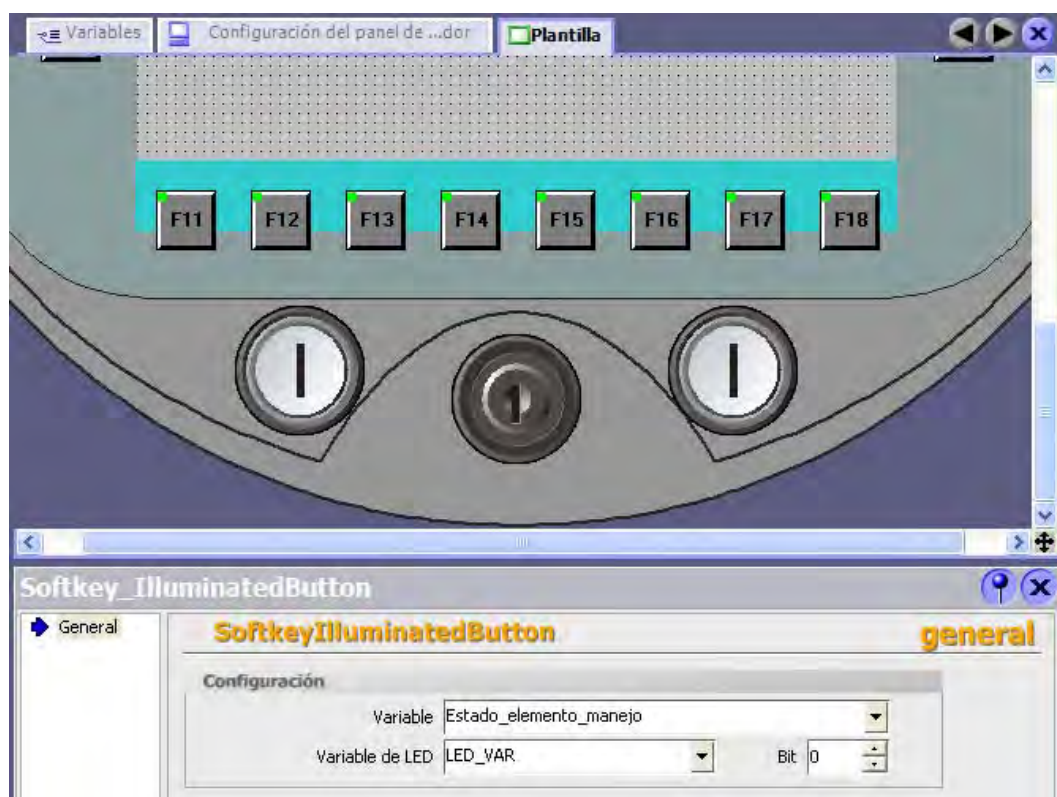 Variables Configuración del panel de ...dor Plantilla
F11 F12 F13 F14 F15 F16 F17 F18
I 1 I
Softkey_IlluminatedButton
General
SoftkeyIlluminatedButton general
Configuración
Variable Estado_elemento_manejo
Variable de LED LED_VAR Bit 0